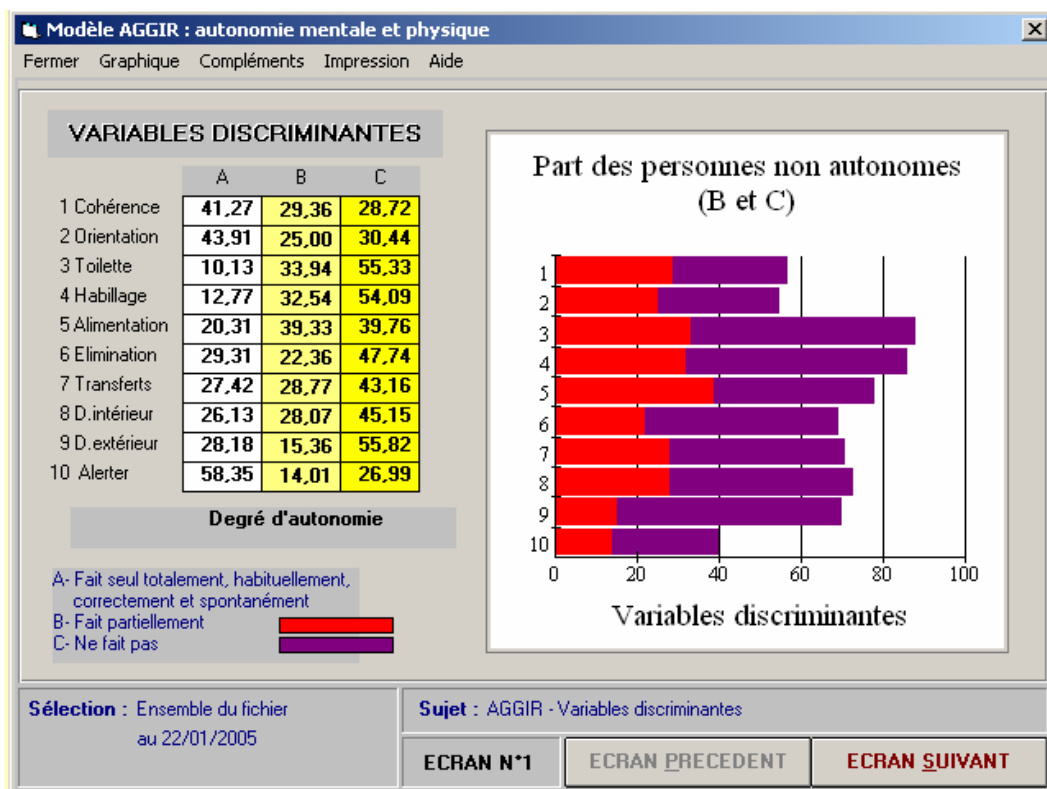 Modèle AGGIR : autonomie mentale et physique
Fermer Graphique Compléments Impression Aide
VARIABLES DISCRIMINANTES
A B C
1 Cohérence 41,27 29,36 28,72
2 Orientation 43,91 25,00 30,44
3 Toilette 10,13 33,94 55,33
4 Habillage 12,77 32,54 54,09
5 Alimentation 20,31 39,33 39,76
6 Elimination 29,31 22,36 47,74
7 Transferts 27,42 28,77 43,16
8 D.intérieur 26,13 28,07 45,15
9 D.extérieur 28,18 15,36 55,82
10 Alerter 58,35 14,01 26,99
Degré d'autonomie
A- Fait seul totalement, habituellement,
correctement et spontanément
B- Fait partiellement
C- Ne fait pas
Part des personnes non autonomes
(B et C)
1
2
3
4
5
6
7
8
9
10
0 20 40 60 80 100
Variables discriminantes
Sélection : Ensemble du fichier
au 22/01/2005
Sujet : AGGIR - Variables discriminantes
ECRAN N°1 ECRAN PRECEDENT ECRAN SUIVANT